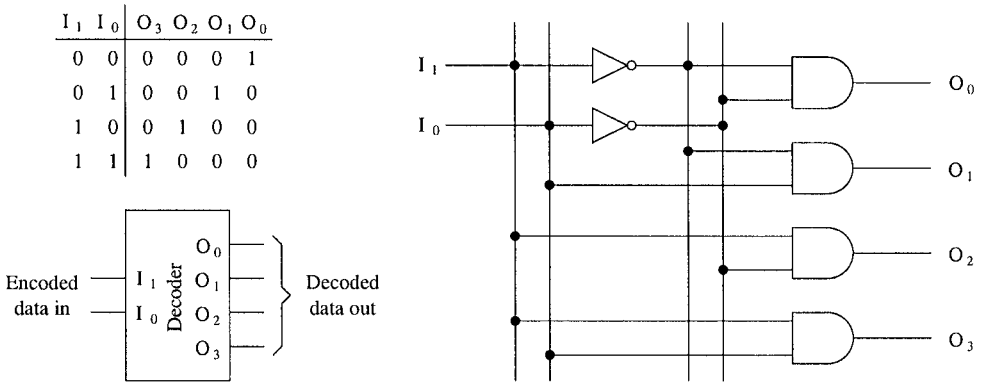 I₁ I₀ O₃ O₂ O₁ O₀
0 0 0 0 0 1
0 1 0 0 1 0
1 0 0 1 0 0
1 1 1 0 0 0
Encoded
data in
I₁
I₀
Decoder
O₀
O₁
O₂
O₃
Decoded
data out
I₁
I₀
O₀
O₁
O₂
O₃